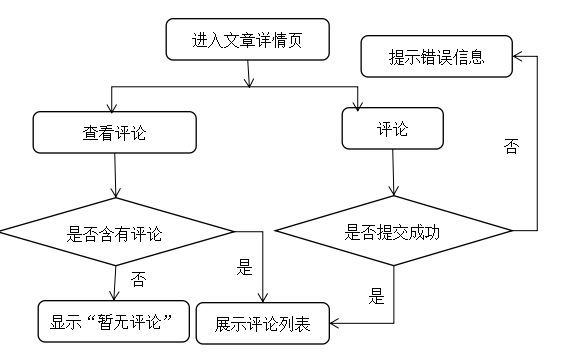 进入文章详情页
提示错误信息
查看评论
评论
否
是否含有评论
是否提交成功
否
是
是
显示“暂无评论”
展示评论列表